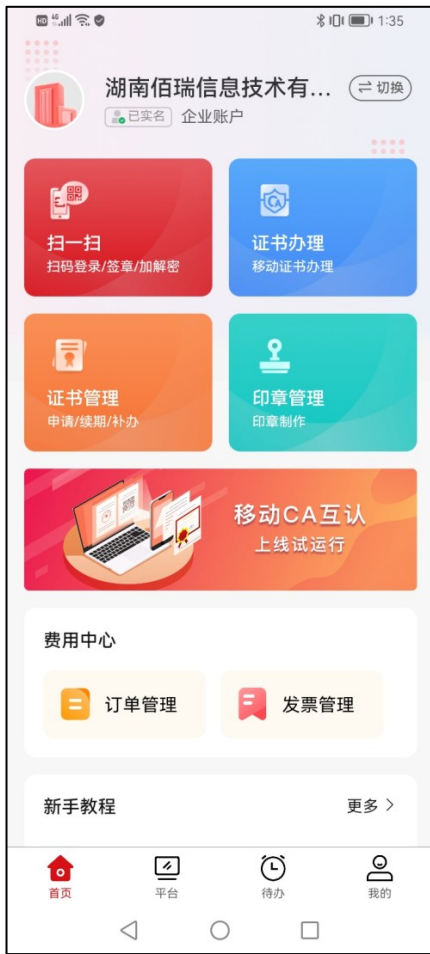 HD 4G 1:35
湖南佰瑞信息技术有...
切换
已实名 企业账户
扫一扫
扫码登录/签章/加解密
CA
证书办理
移动证书办理
证书管理
申请/续期/补办
印章管理
印章制作
移动CA互认
上线试运行
费用中心
订单管理
发票管理
新手教程
更多
首页
平台
待办
我的